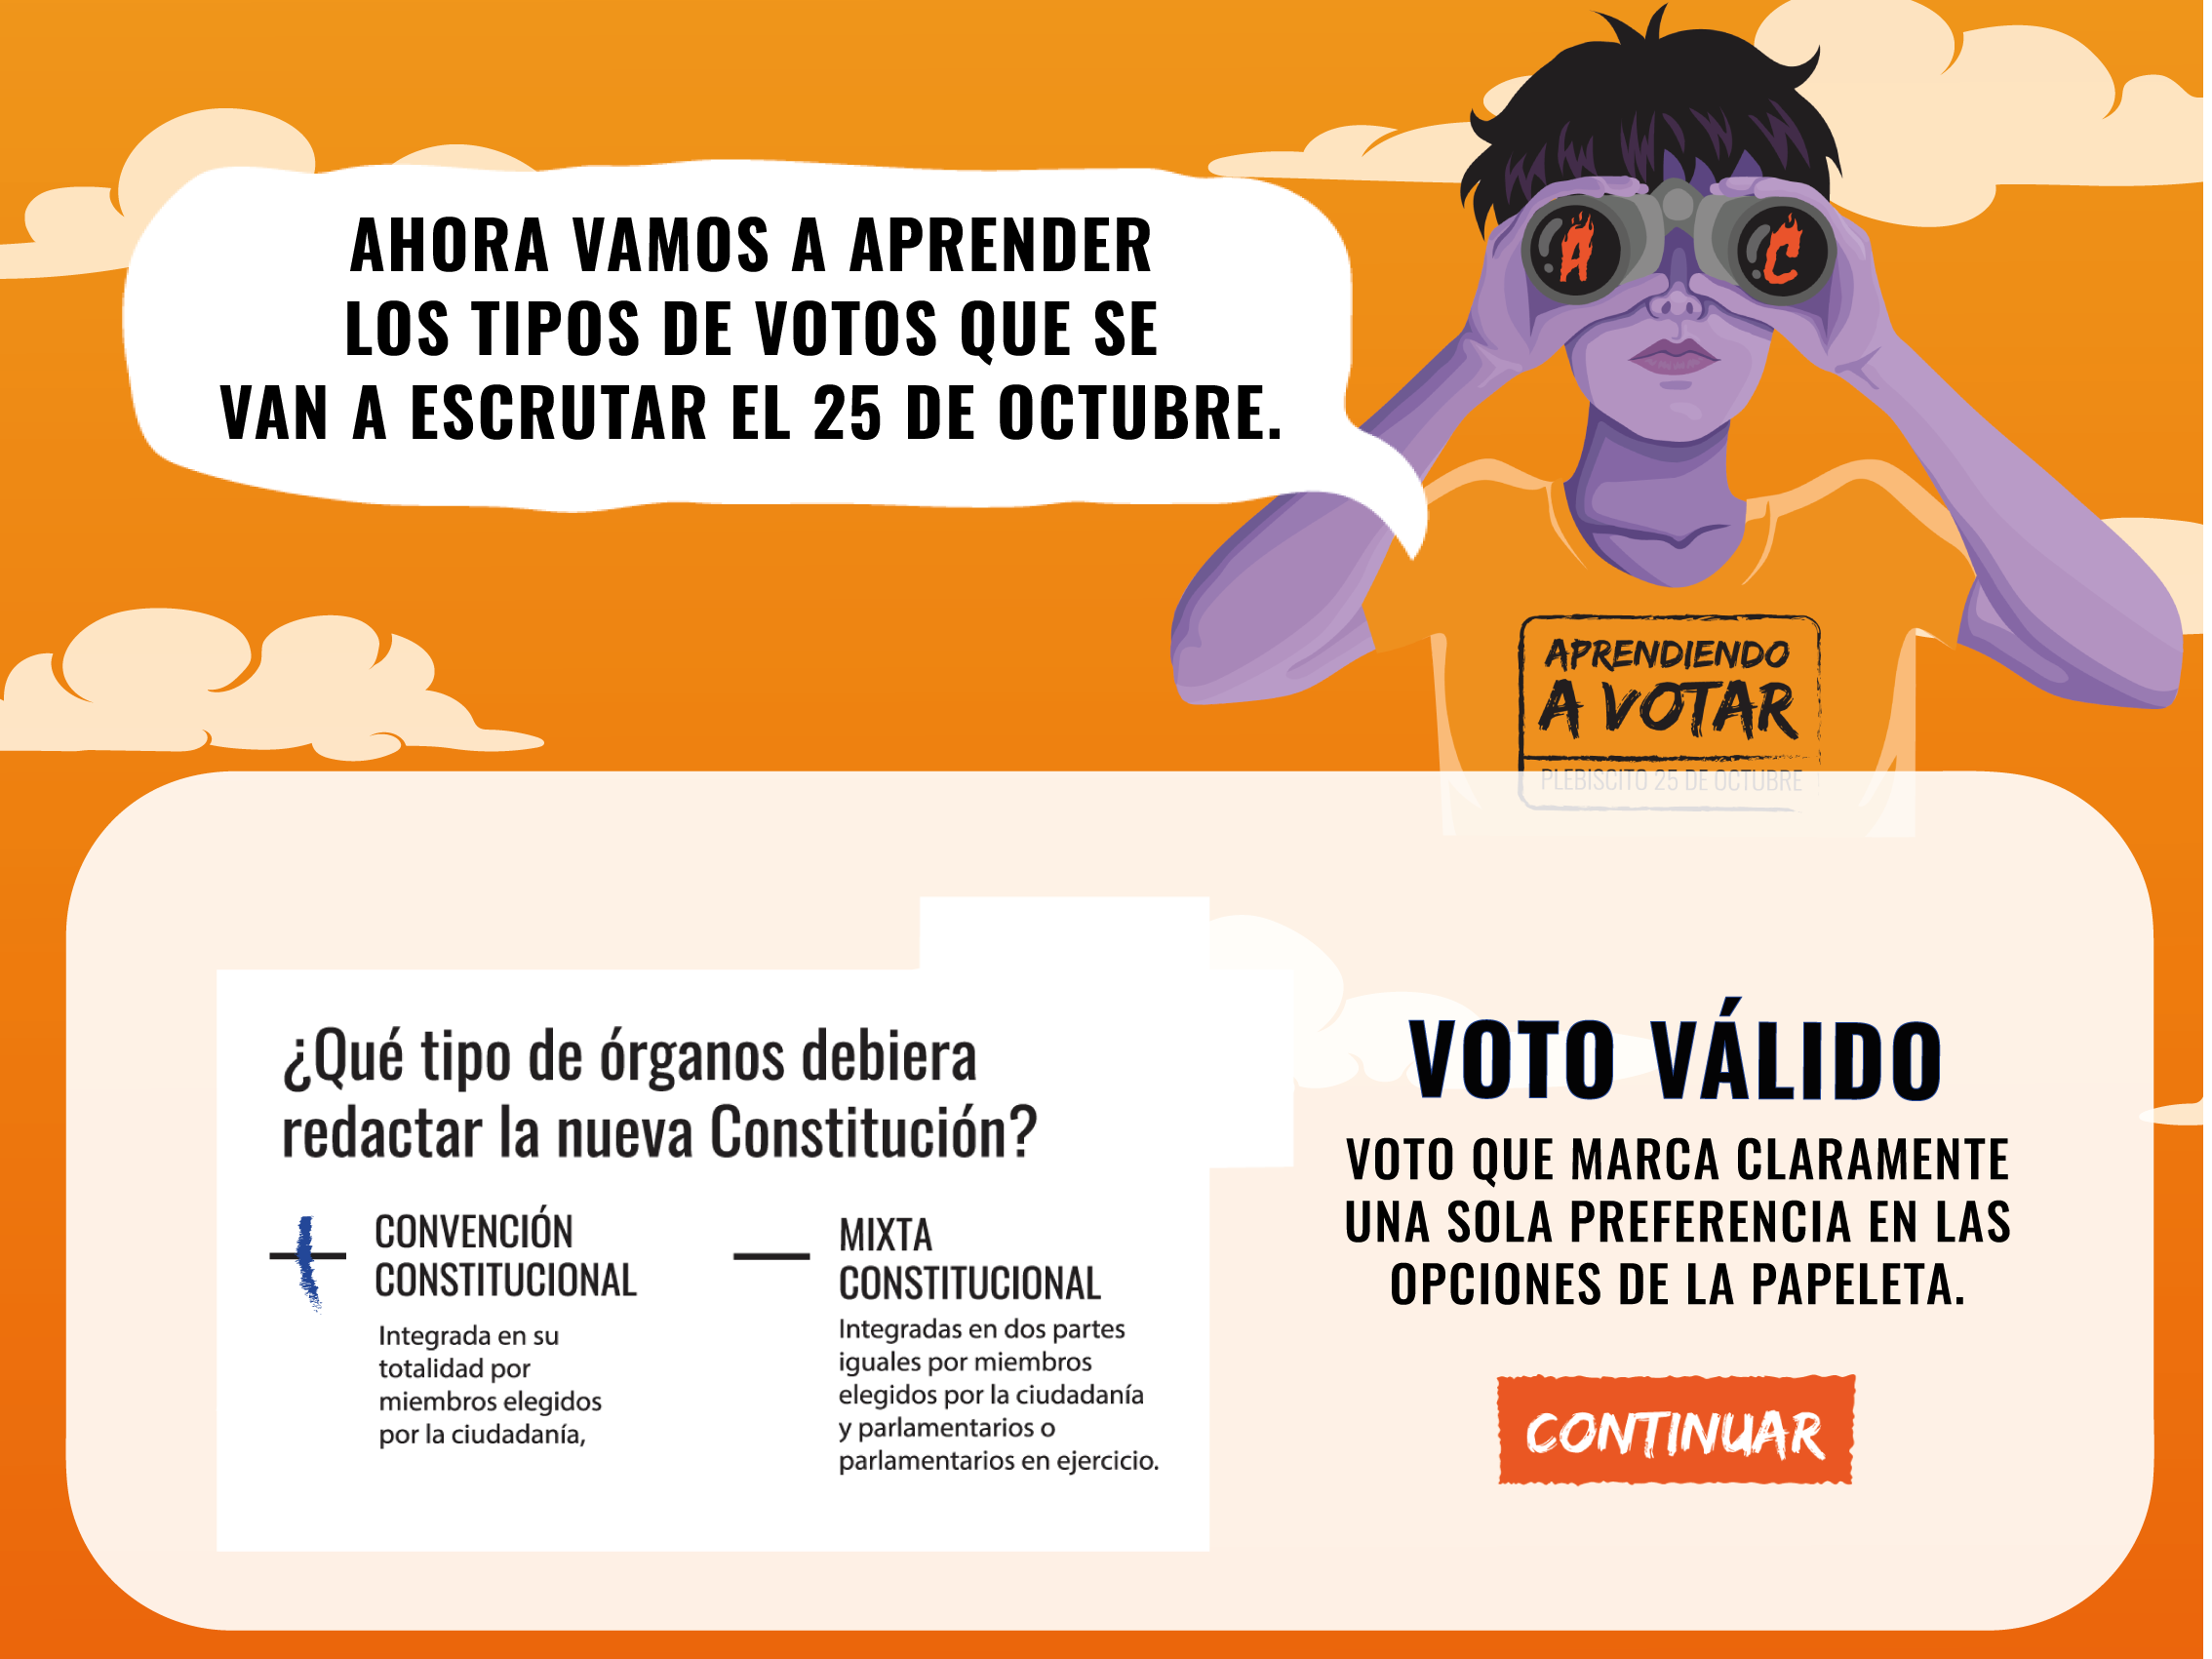 AHORA VAMOS A APRENDER
LOS TIPOS DE VOTOS QUE SE
VAN A ESCRUTAR EL 25 DE OCTUBRE.
A C
APRENDIENDO
A VOTAR
PLEBISCITO 25 DE OCTUBRE
¿Qué tipo de órganos debiera
redactar la nueva Constitución?
CONVENCIÓN
CONSTITUCIONAL
Integrada en su
totalidad por
miembros elegidos
por la ciudadanía,
MIXTA
CONSTITUCIONAL
Integradas en dos partes
iguales por miembros
elegidos por la ciudadanía
y parlamentarios o
parlamentarios en ejercicio.
VOTO VÁLIDO
VOTO QUE MARCA CLARAMENTE
UNA SOLA PREFERENCIA EN LAS
OPCIONES DE LA PAPELETA.
CONTINUAR